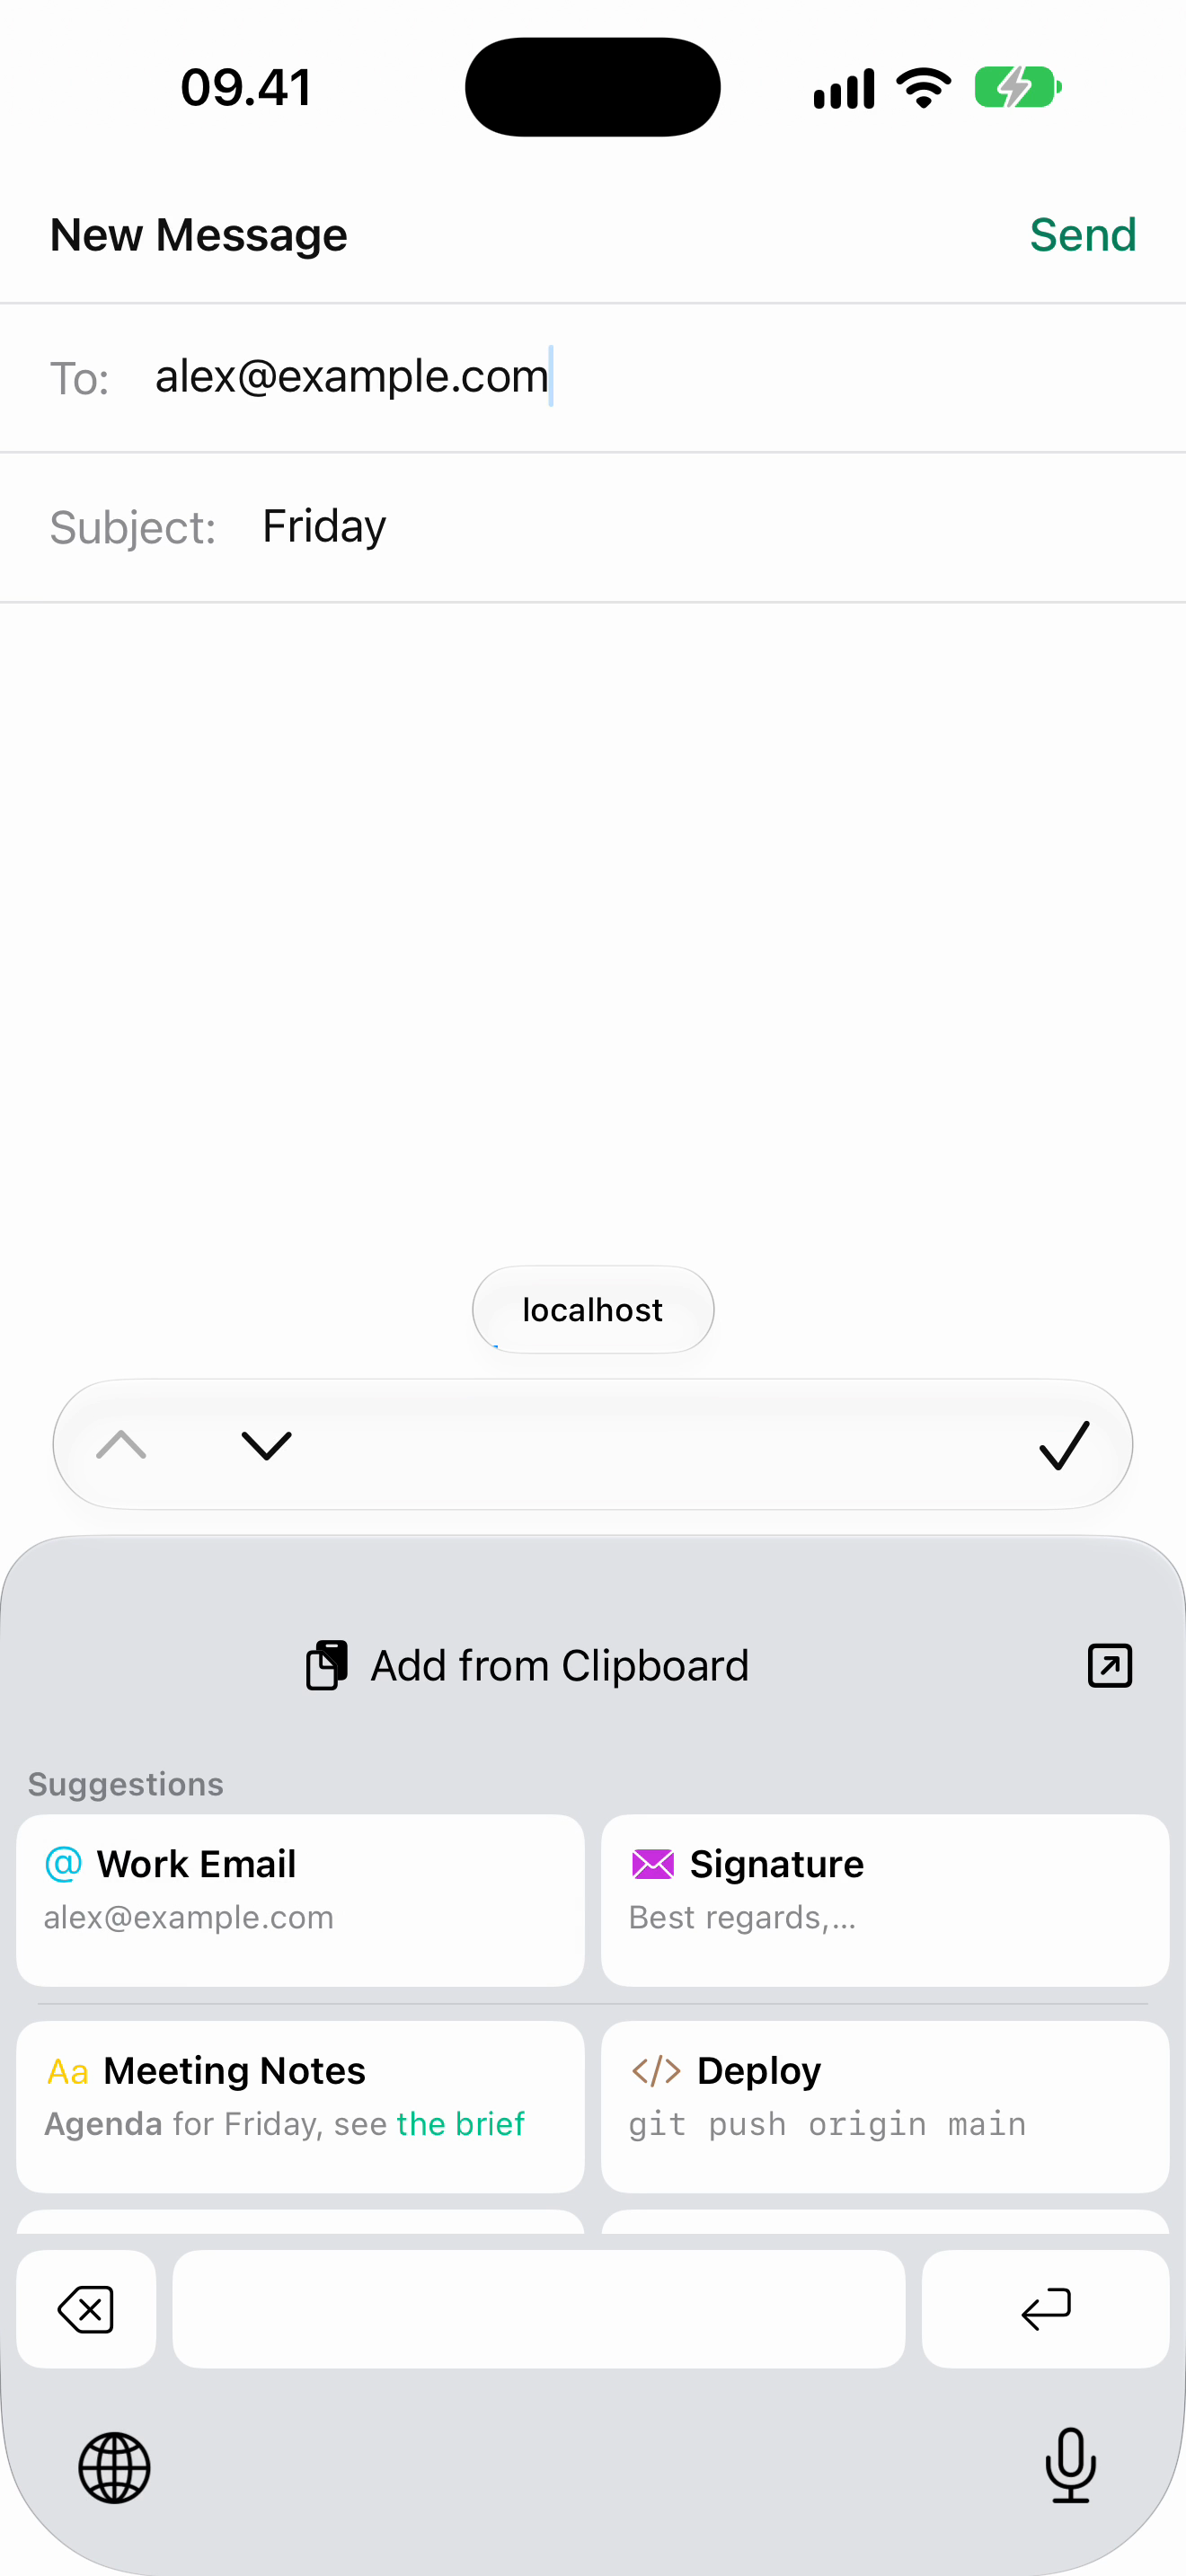 09.41
New Message
Send
To: alex@example.com
Subject: Friday
localhost
Add from Clipboard
Suggestions
@ Work Email
alex@example.com
Signature
Best regards,...
Aa Meeting Notes
Agenda for Friday, see the brief
</> Deploy
git push origin main